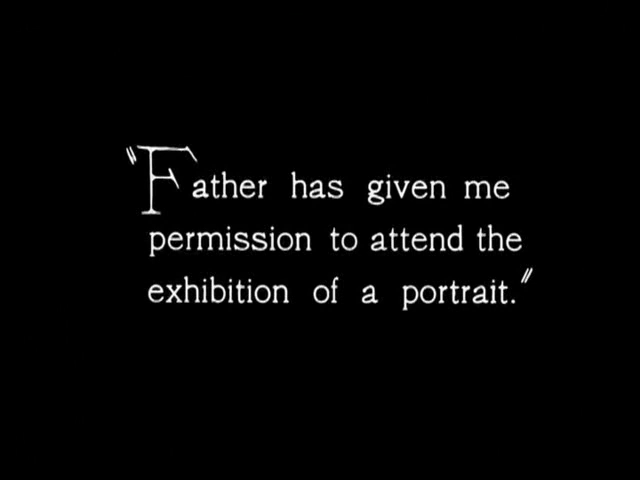 "Father has given me
permission to attend the
exhibition of a portrait."